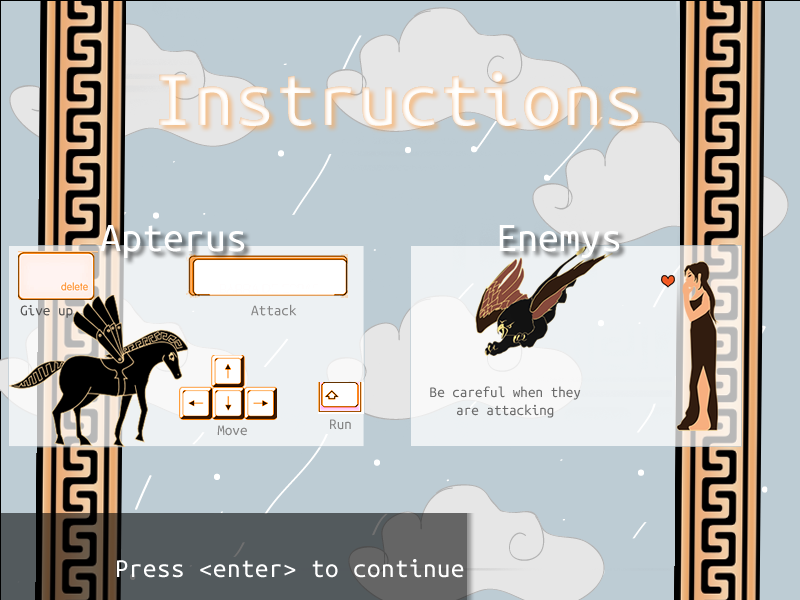 Instructions
Apterus
delete
Give up
Attack
Move
Run
Enemys
Be careful when they
are attacking
Press <enter> to continue